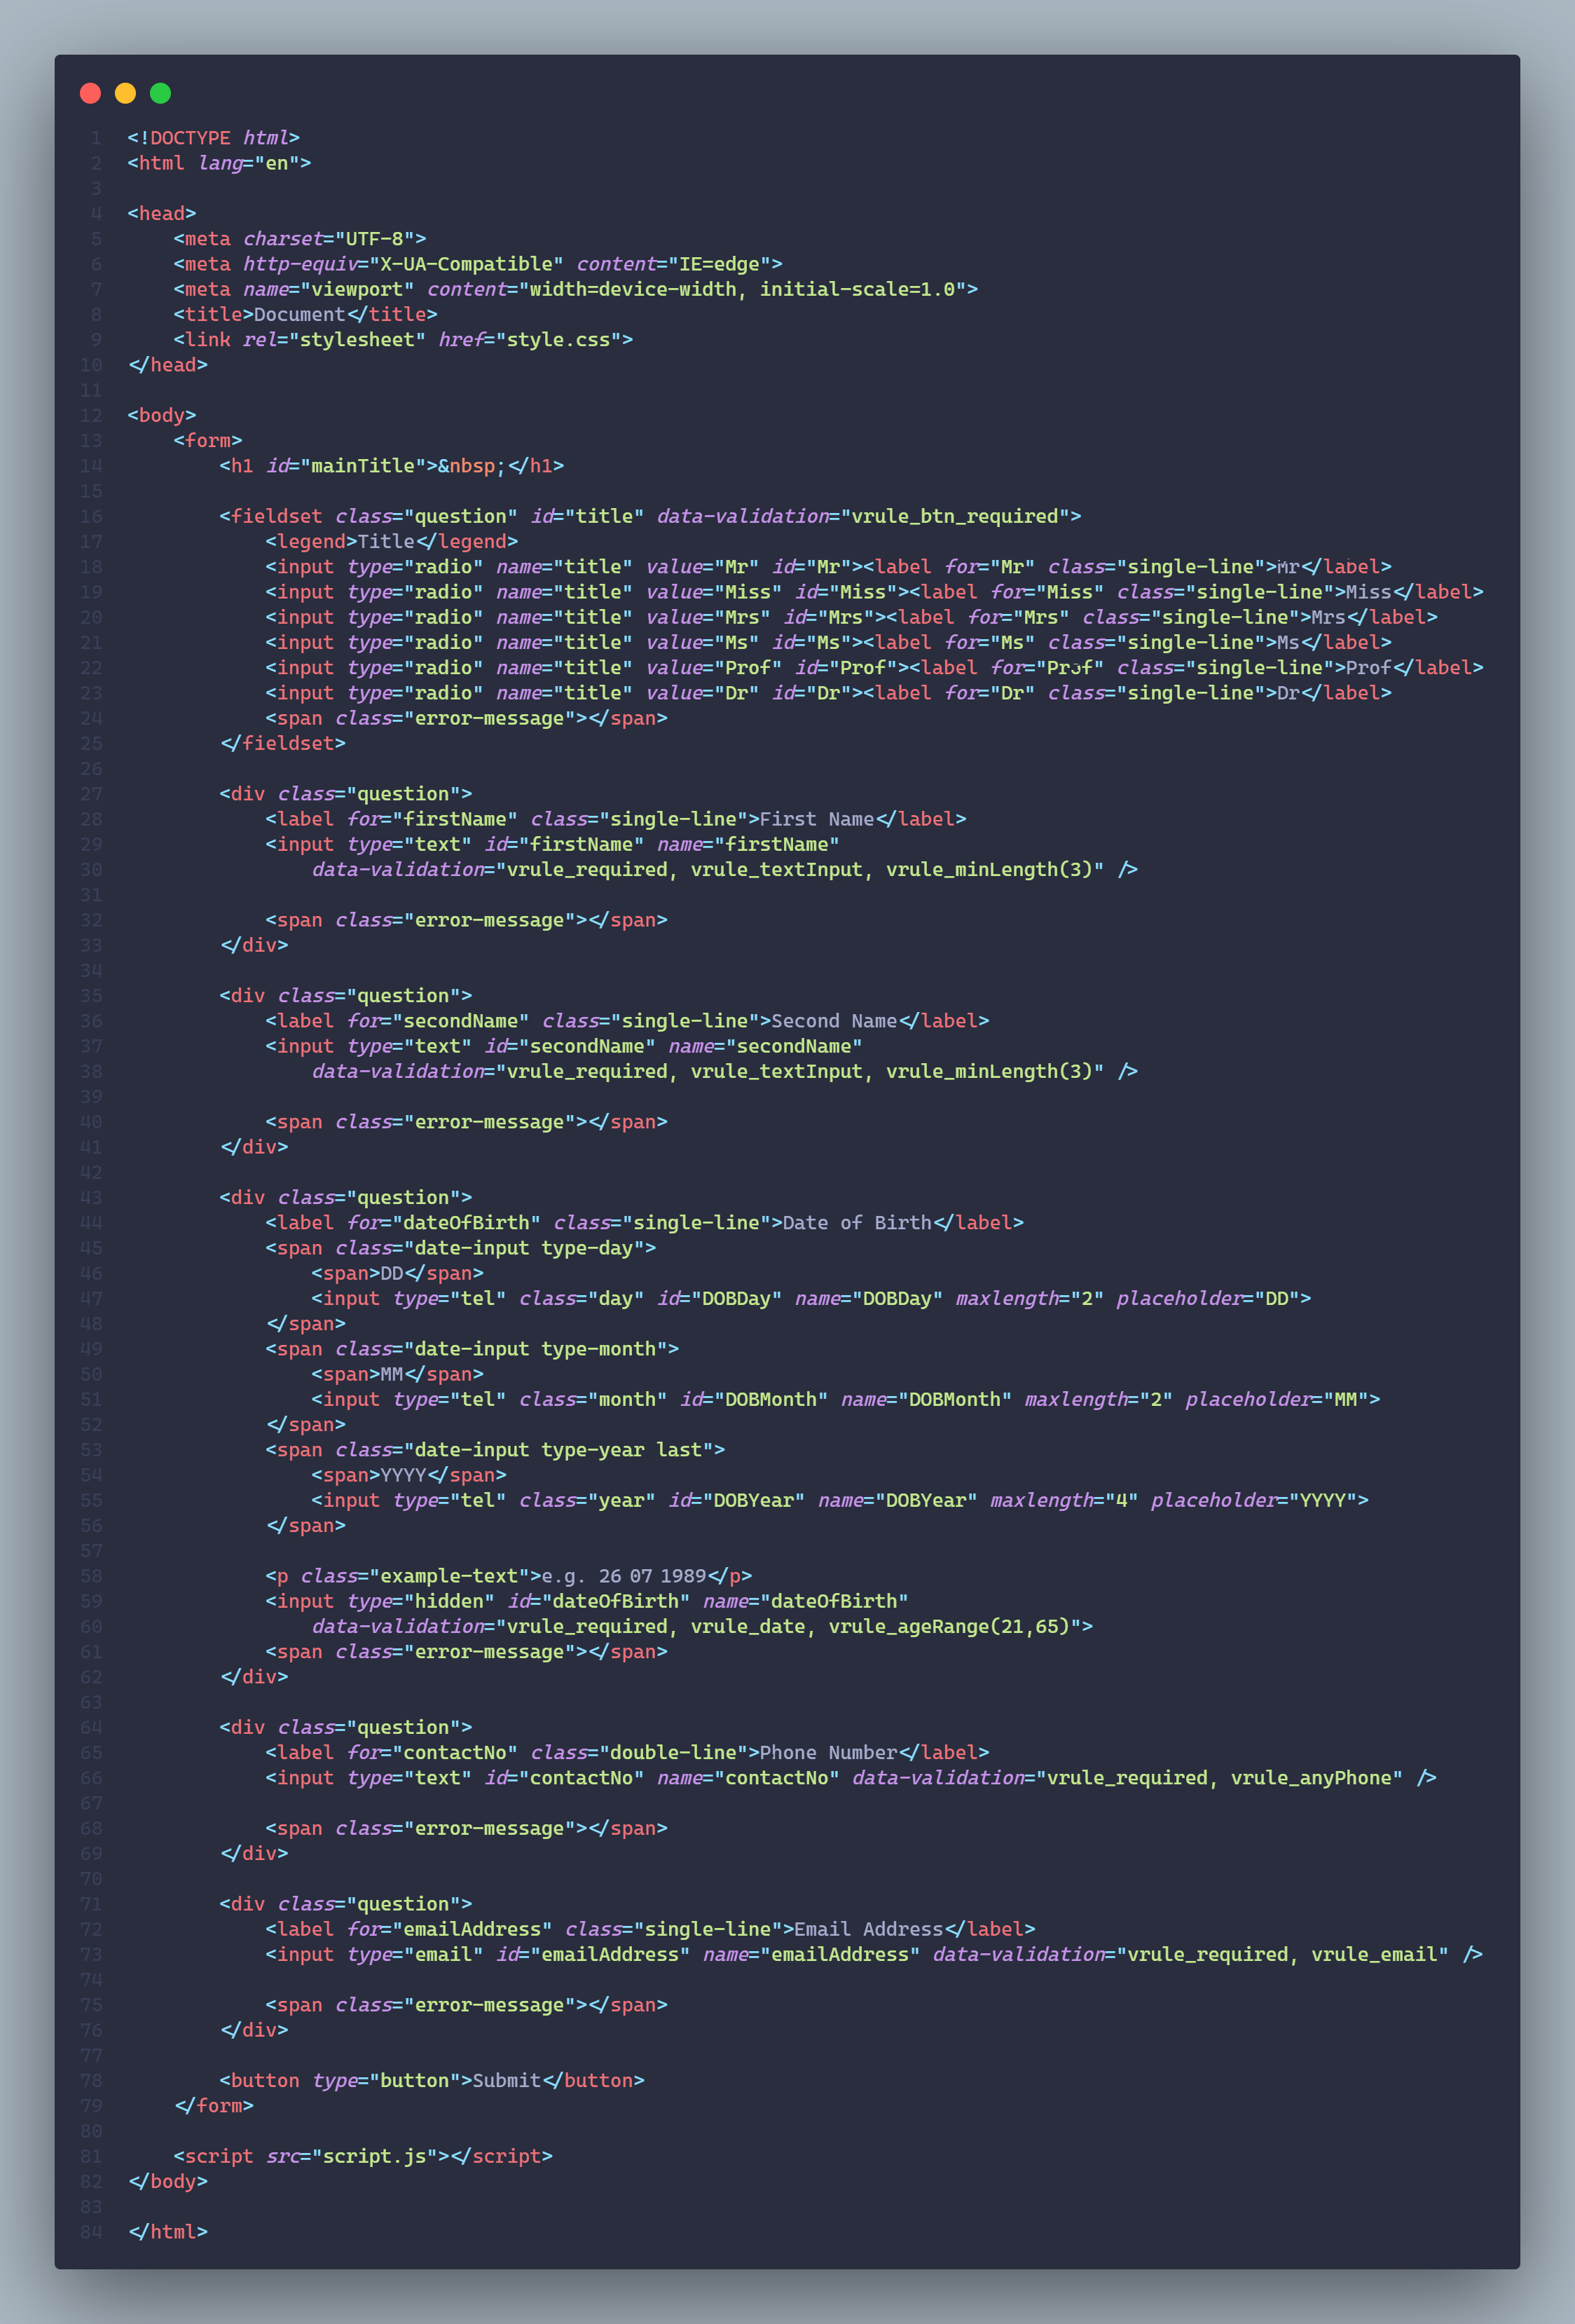 1 <!DOCTYPE html>
2 <html lang="en">
3
4 <head>
5     <meta charset="UTF-8">
6     <meta http-equiv="X-UA-Compatible" content="IE=edge">
7     <meta name="viewport" content="width=device-width, initial-scale=1.0">
8     <title>Document</title>
9     <link rel="stylesheet" href="style.css">
10 </head>
11
12 <body>
13     <form>
14         <h1 id="mainTitle">&nbsp;</h1>
15
16         <fieldset class="question" id="title" data-validation="vrule_btn_required">
17             <legend>Title</legend>
18             <input type="radio" name="title" value="Mr" id="Mr"><label for="Mr" class="single-line">Mr</label>
19             <input type="radio" name="title" value="Miss" id="Miss"><label for="Miss" class="single-line">Miss</label>
20             <input type="radio" name="title" value="Mrs" id="Mrs"><label for="Mrs" class="single-line">Mrs</label>
21             <input type="radio" name="title" value="Ms" id="Ms"><label for="Ms" class="single-line">Ms</label>
22             <input type="radio" name="title" value="Prof" id="Prof"><label for="Pr3f" class="single-line">Prof</label>
23             <input type="radio" name="title" value="Dr" id="Dr"><label for="Dr" class="single-line">Dr</label>
24             <span class="error-message"></span>
25         </fieldset>
26
27         <div class="question">
28             <label for="firstName" class="single-line">First Name</label>
29             <input type="text" id="firstName" name="firstName"
30                 data-validation="vrule_required, vrule_textInput, vrule_minLength(3)" />
31
32             <span class="error-message"></span>
33         </div>
34
35         <div class="question">
36             <label for="secondName" class="single-line">Second Name</label>
37             <input type="text" id="secondName" name="secondName"
38                 data-validation="vrule_required, vrule_textInput, vrule_minLength(3)" />
39
40             <span class="error-message"></span>
41         </div>
42
43         <div class="question">
44             <label for="dateOfBirth" class="single-line">Date of Birth</label>
45             <span class="date-input type-day">
46                 <span>DD</span>
47                 <input type="tel" class="day" id="DOBDay" name="DOBDay" maxlength="2" placeholder="DD">
48             </span>
49             <span class="date-input type-month">
50                 <span>MM</span>
51                 <input type="tel" class="month" id="DOBMonth" name="DOBMonth" maxlength="2" placeholder="MM">
52             </span>
53             <span class="date-input type-year last">
54                 <span>YYYY</span>
55                 <input type="tel" class="year" id="DOBYear" name="DOBYear" maxlength="4" placeholder="YYYY">
56             </span>
57
58             <p class="example-text">e.g. 26 07 1989</p>
59             <input type="hidden" id="dateOfBirth" name="dateOfBirth"
60                 data-validation="vrule_required, vrule_date, vrule_ageRange(21,65)">
61             <span class="error-message"></span>
62         </div>
63
64         <div class="question">
65             <label for="contactNo" class="double-line">Phone Number</label>
66             <input type="text" id="contactNo" name="contactNo" data-validation="vrule_required, vrule_anyPhone" />
67
68             <span class="error-message"></span>
69         </div>
70
71         <div class="question">
72             <label for="emailAddress" class="single-line">Email Address</label>
73             <input type="email" id="emailAddress" name="emailAddress" data-validation="vrule_required, vrule_email" />
74
75             <span class="error-message"></span>
76         </div>
77
78         <button type="button">Submit</button>
79     </form>
80
81     <script src="script.js"></script>
82 </body>
83
84 </html>